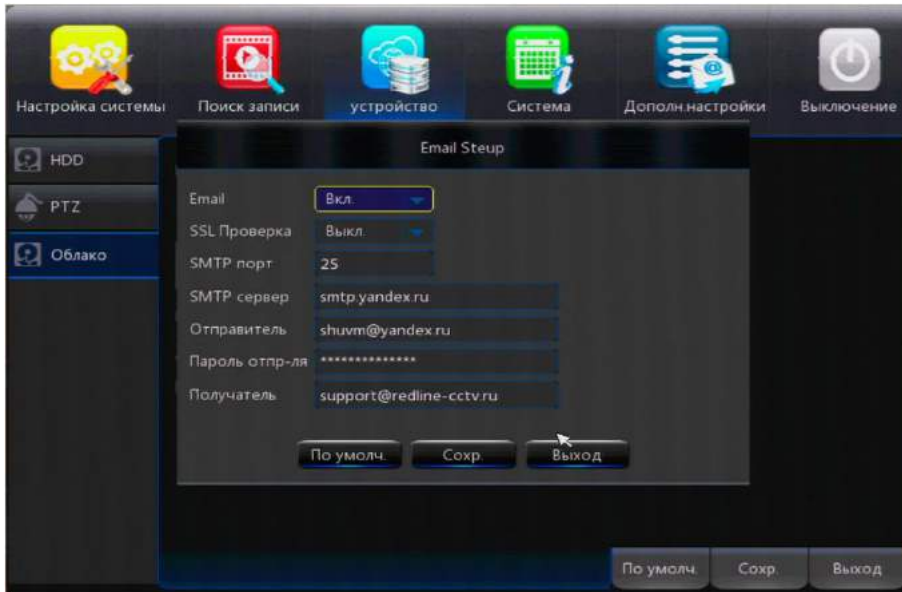 Настройка системы Поиск записи устройство Система Дополн.настройки Выключение
HDD
PTZ
Облако
Email Steup
Email Вкл.
SSL Проверка Выкл.
SMTP порт 25
SMTP сервер smtp.yandex.ru
Отправитель shuvm@yandex.ru
Пароль отпр-ля **************
Получатель support@redline-cctv.ru
По умолч. Сохр. Выход
По умолч. Сохр. Выход